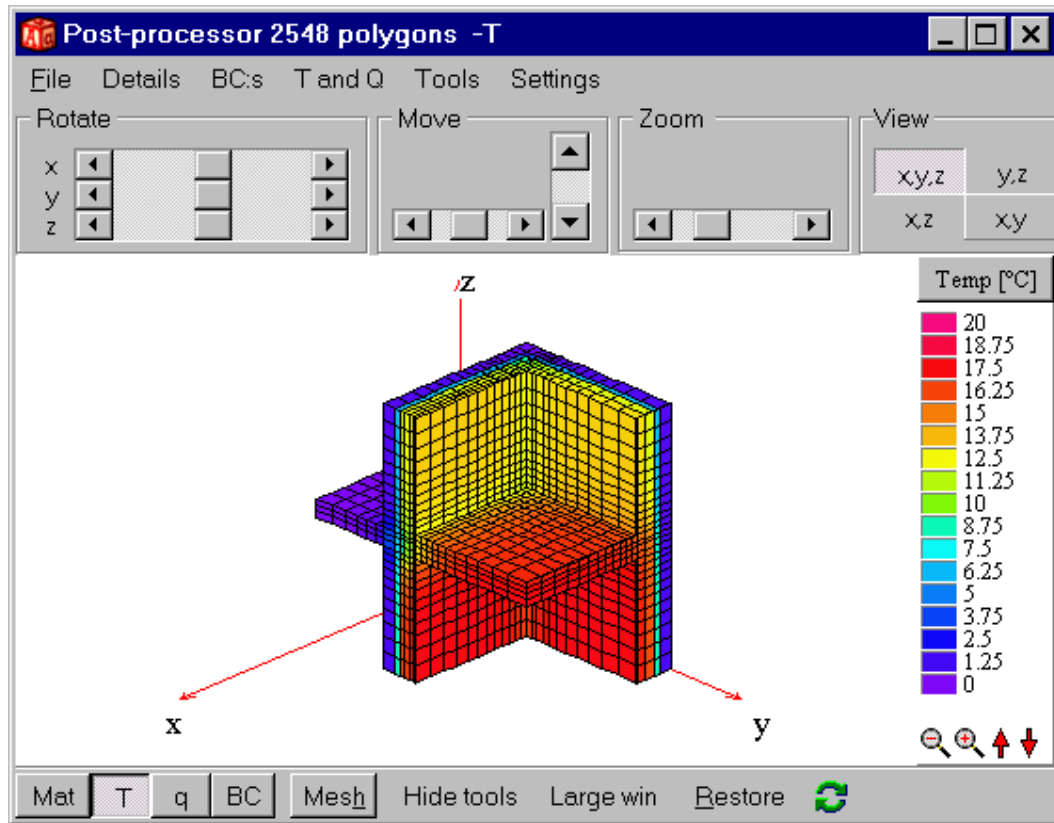 Post-processor 2548 polygons -T
File Details BC:s T and Q Tools Settings
Rotate Move Zoom View
x
y
z
x,y,z y,z
x,z x,y
Temp [°C]
20
18.75
17.5
16.25
15
13.75
12.5
11.25
10
8.75
7.5
6.25
5
3.75
2.5
1.25
0
z
x
y
Mat T q BC Mesh Hide tools Large win Restore